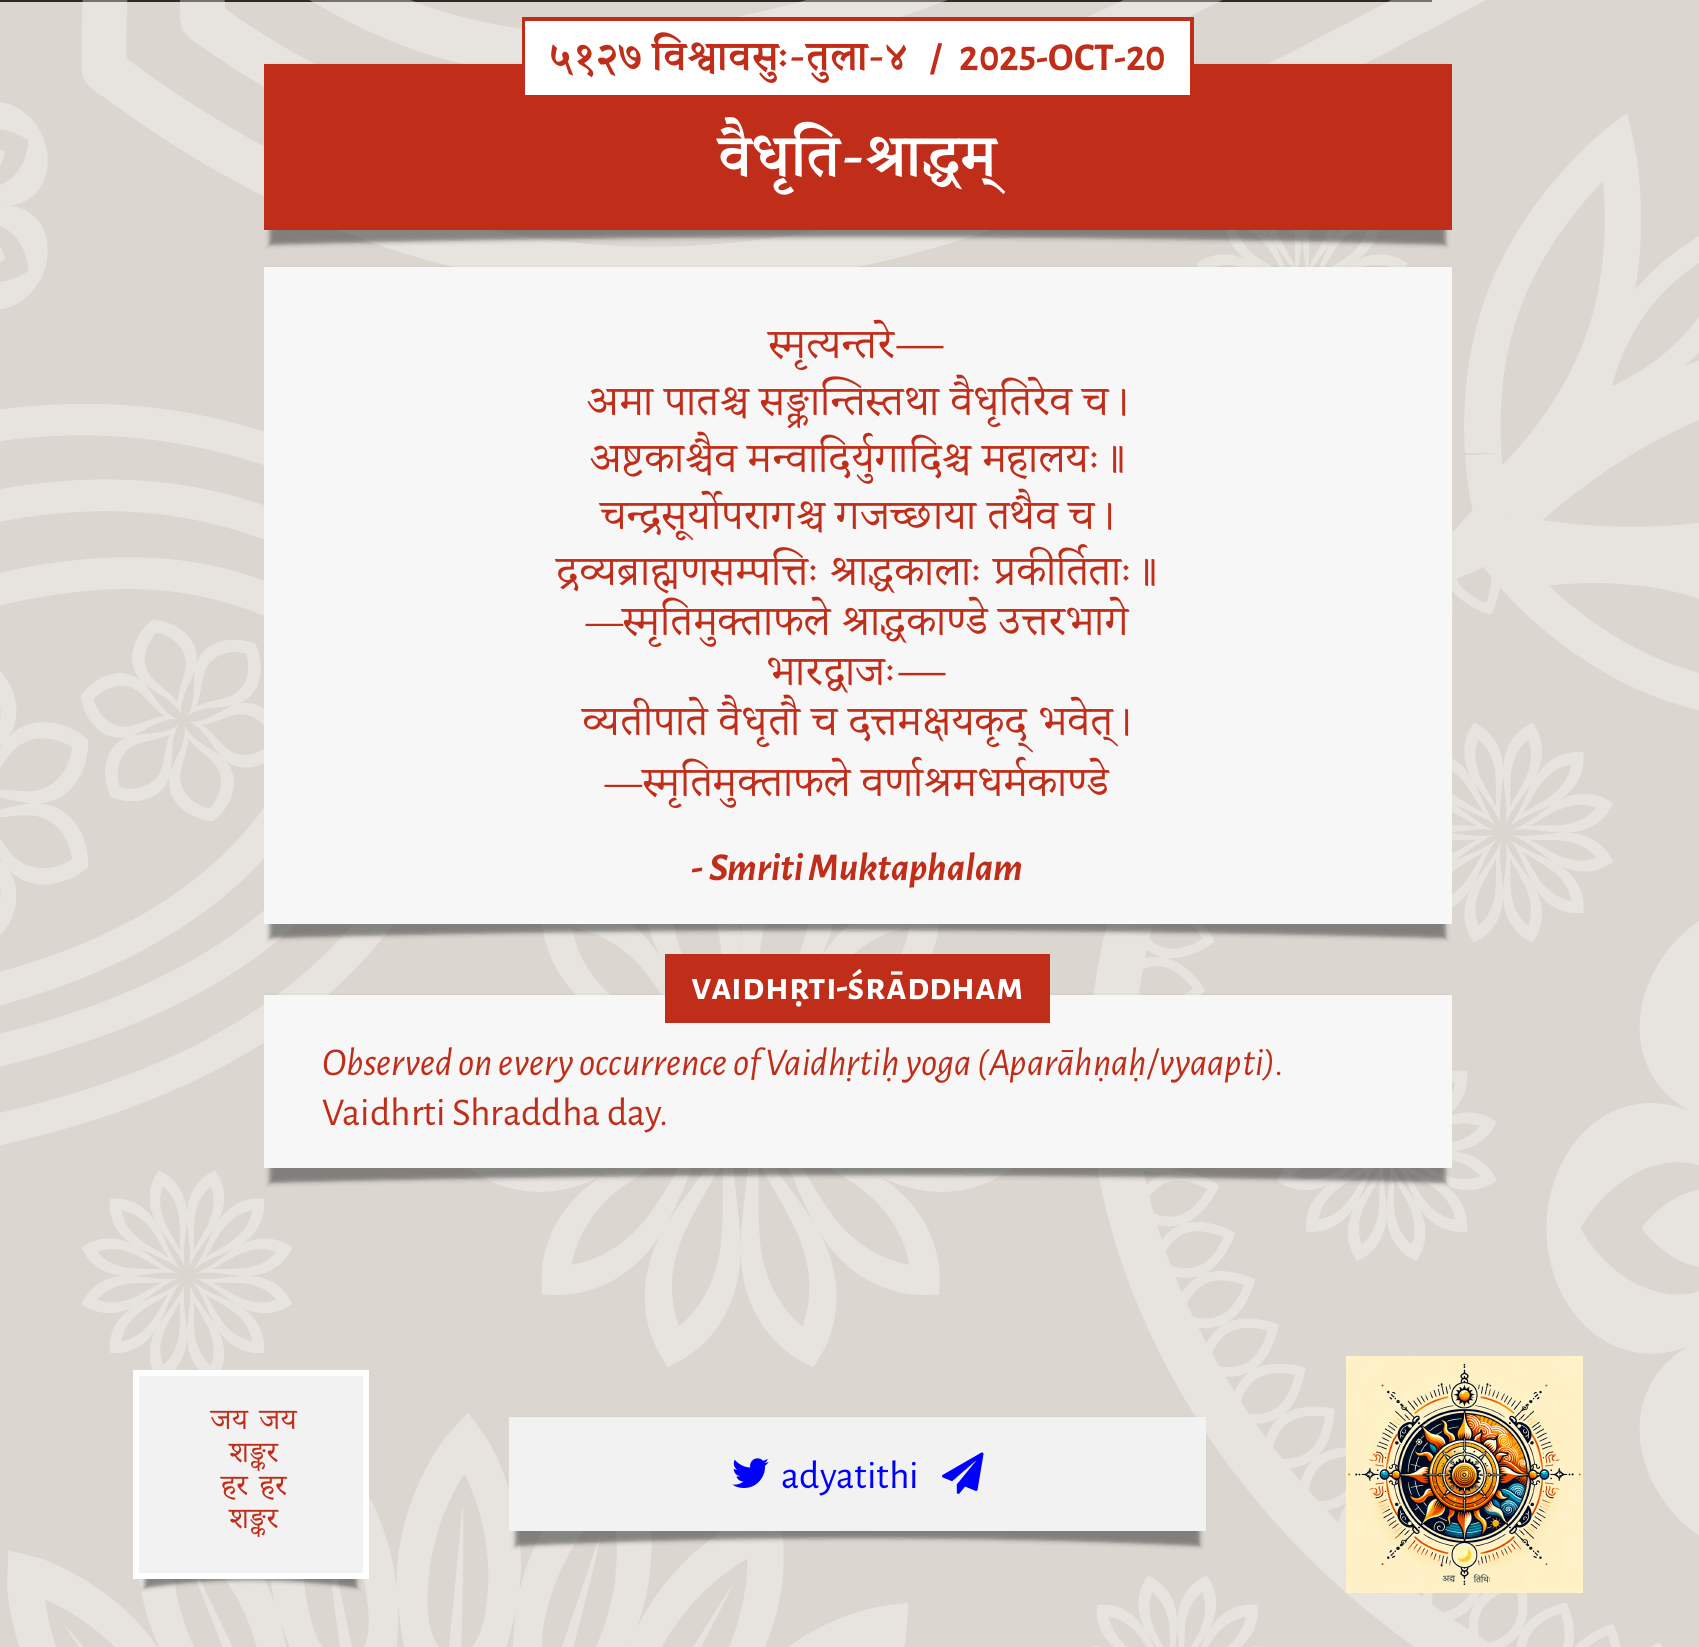 ५१२७ विश्वावसुः-तुला-४ / 2025-OCT-20
वैधृति-श्राद्धम्
स्मृत्यन्तरे—
अमा पातश्च सङ्क्रान्तिस्तथा वैधृतिरेव च।
अष्टकाश्चैव मन्वादिर्युगादिश्च महालयः॥
चन्द्रसूर्योपरागश्च गजच्छाया तथैव च।
द्रव्यब्राह्मणसम्पत्तिः श्राद्धकालाः प्रकीर्तिताः॥
—स्मृतिमुक्ताफले श्राद्धकाण्डे उत्तरभागे
भारद्वाजः—
व्यतीपाते वैधृतौ च दत्तमक्षयकृद् भवेत्।
—स्मृतिमुक्ताफले वर्णाश्रमधर्मकाण्डे
- Smriti Muktaphalam
VAIDHṚTI-ŚRĀDDHAM
Observed on every occurrence of Vaidhṛtiḥ yoga (Aparāhṇaḥ/vyaapti).
Vaidhrti Shraddha day.
जय जय
शङ्कर
हर हर
शङ्कर
adyatithi
अद्य तिथिः